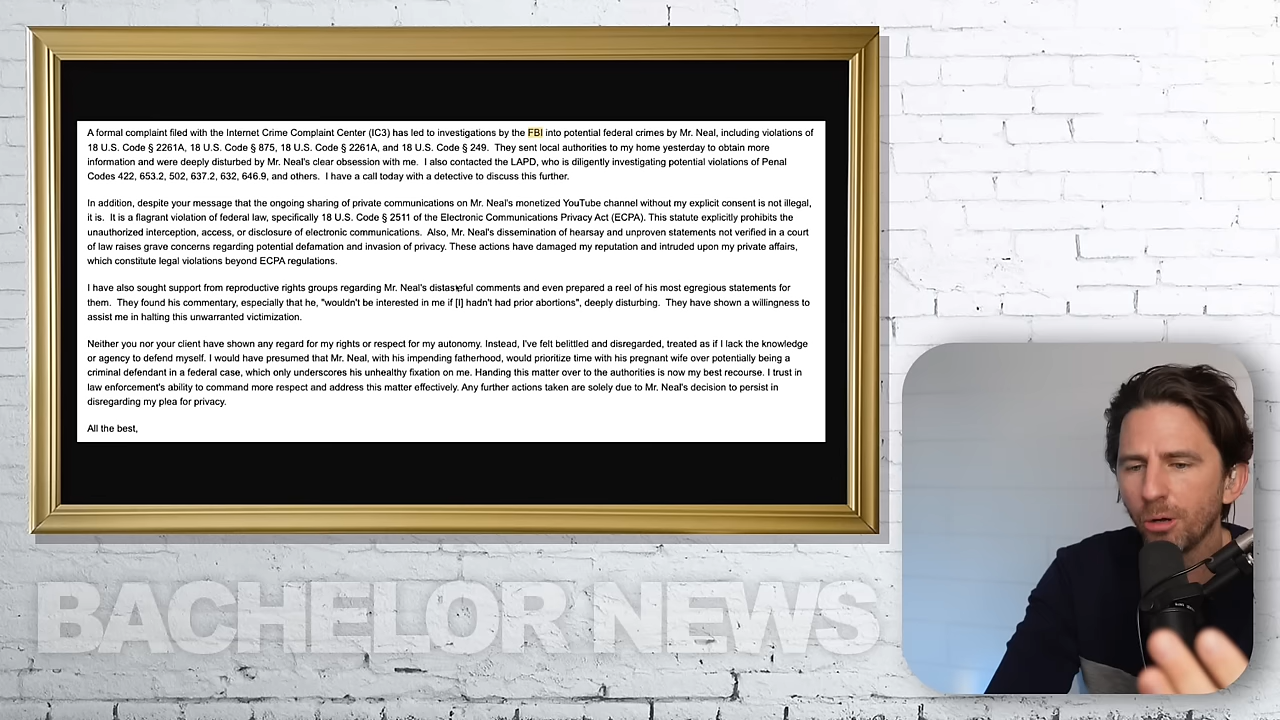 A formal complaint filed with the Internet Crime Complaint Center (IC3) has led to investigations by the FBI into potential federal crimes by Mr. Neal, including violations of
18 U.S. Code § 2261A, 18 U.S. Code § 875, 18 U.S. Code § 2261A, and 18 U.S. Code § 249. They sent local authorities to my home yesterday to obtain more
information and were deeply disturbed by Mr. Neal's clear obsession with me. I also contacted the LAPD, who is diligently investigating potential violations of Penal
Codes 422, 653.2, 502, 637.2, 632, 646.9, and others. I have a call today with a detective to discuss this further.
In addition, despite your message that the ongoing sharing of private communications on Mr. Neal's monetized YouTube channel without my explicit consent is not illegal,
it is. It is a flagrant violation of federal law, specifically 18 U.S. Code § 2511 of the Electronic Communications Privacy Act (ECPA). This statute explicitly prohibits the
unauthorized interception, access, or disclosure of electronic communications. Also, Mr. Neal's dissemination of hearsay and unproven statements not verified in a court
of law raises grave concerns regarding potential defamation and invasion of privacy. These actions have damaged my reputation and intruded upon my private affairs,
which constitute legal violations beyond ECPA regulations.
I have also sought support from reproductive rights groups regarding Mr. Neal's distasteful comments and even prepared a reel of his most egregious statements for
them. They found his commentary, especially that he, "wouldn't be interested in me if [I] hadn't had prior abortions", deeply disturbing. They have shown a willingness to
assist me in halting this unwarranted victimization.
Neither you nor your client have shown any regard for my rights or respect for my autonomy. Instead, I've felt belittled and disregarded, treated as if I lack the knowledge
or agency to defend myself. I would have presumed that Mr. Neal, with his impending fatherhood, would prioritize time with his pregnant wife over potentially being a
criminal defendant in a federal case, which only underscores his unhealthy fixation on me. Handing this matter over to the authorities is now my best recourse. I trust in
law enforcement's ability to command more respect and address this matter effectively. Any further actions taken are solely due to Mr. Neal's decision to persist in
disregarding my plea for privacy.
All the best,
BACHELOR NEWS